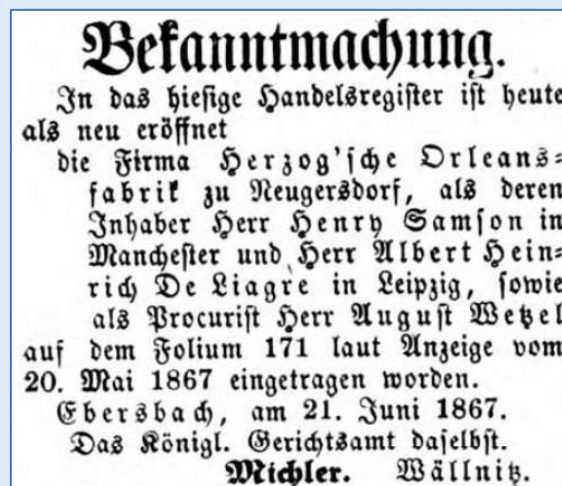 Bekanntmachung.
In das hiesige Handelsregister ist heute
als neu eröffnet
die Firma Herzog'sche Orleans=
fabrik zu Neugersdorf, als deren
Inhaber Herr Henry Samson in
Manchester und Herr Albert Hein=
rich De Liagre in Leipzig, sowie
als Procurist Herr August Wetzel
auf dem Folium 171 laut Anzeige vom
20. Mai 1867 eingetragen worden.
Ebersbach, am 21. Juni 1867.
Das Königl. Gerichtsamt daselbst.
Michler. Wällnitz.